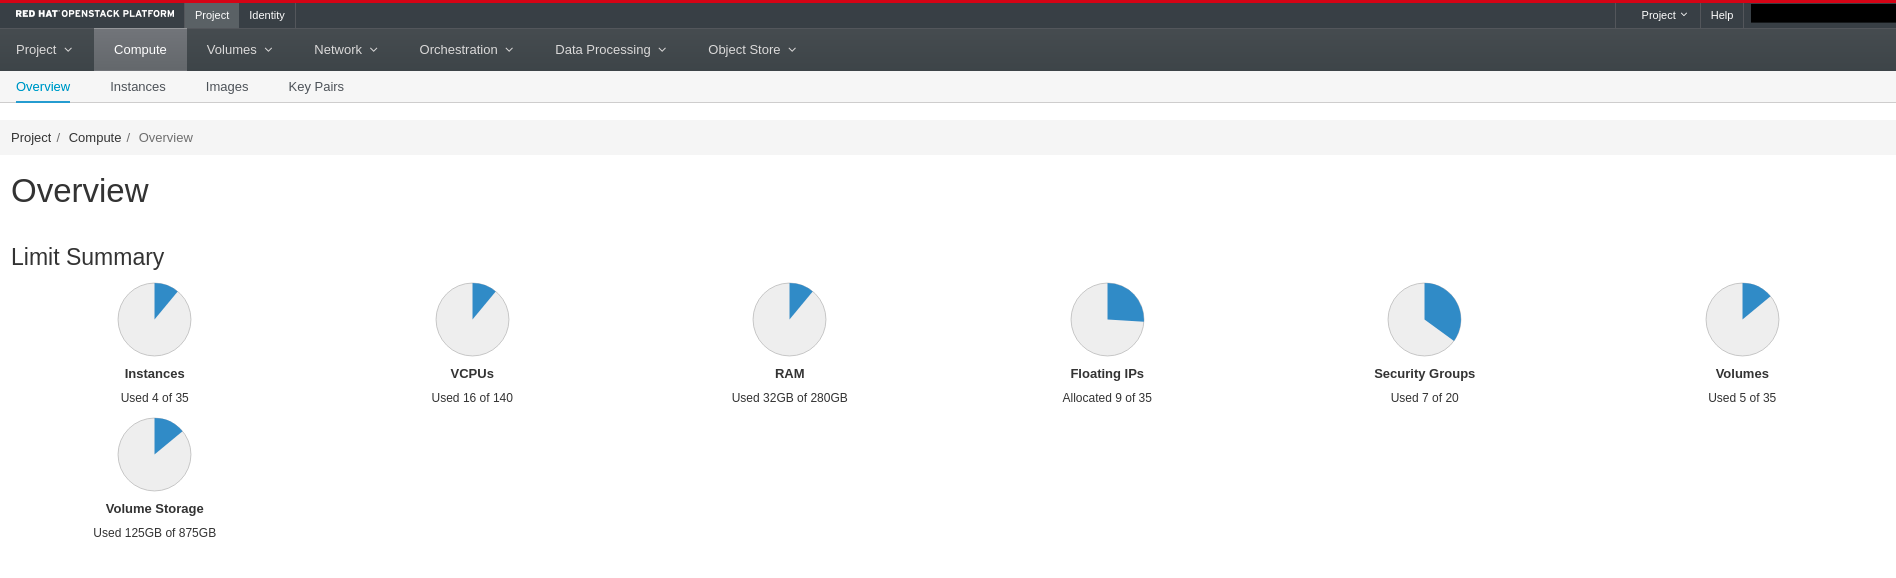 RED HAT OPENSTACK PLATFORM Project Identity Project Help
Project Compute Volumes Network Orchestration Data Processing Object Store
Overview Instances Images Key Pairs
Project / Compute / Overview
Overview
Limit Summary
Instances VCPUs RAM Floating IPs Security Groups Volumes
Used 4 of 35 Used 16 of 140 Used 32GB of 280GB Allocated 9 of 35 Used 7 of 20 Used 5 of 35
Volume Storage
Used 125GB of 875GB